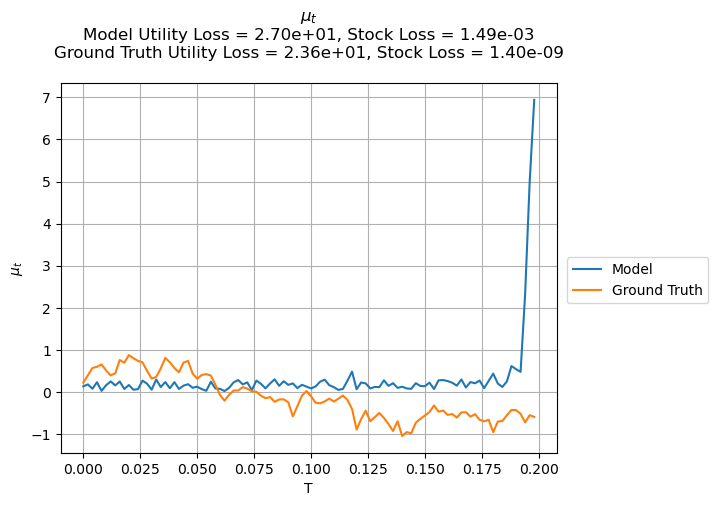 μt
Model Utility Loss = 2.70e+01, Stock Loss = 1.49e-03
Ground Truth Utility Loss = 2.36e+01, Stock Loss = 1.40e-09
7
6
5
4
3
2
1
0
−1
μt
0.000 0.025 0.050 0.075 0.100 0.125 0.150 0.175 0.200
T
Model
Ground Truth